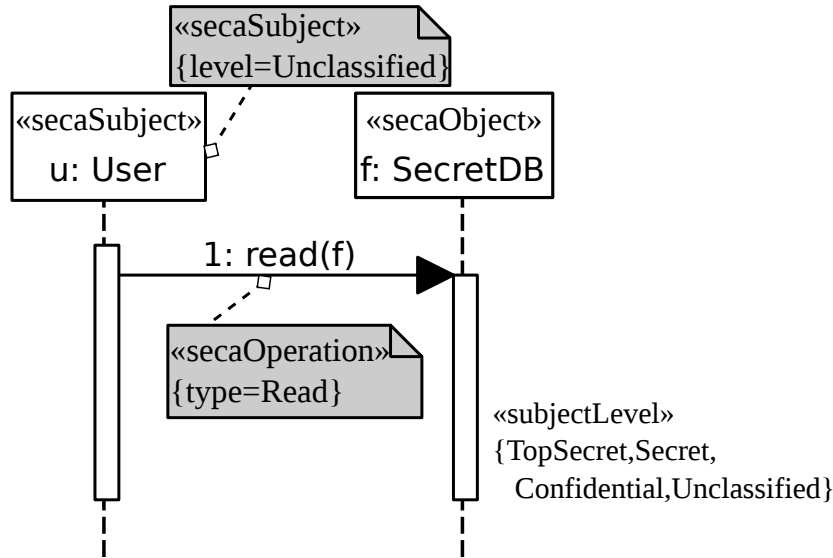 «secaSubject»
{level=Unclassified}
«secaSubject»
u: User
«secaObject»
f: SecretDB
1: read(f)
«secaOperation»
{type=Read}
«subjectLevel»
{TopSecret,Secret,
Confidential,Unclassified}